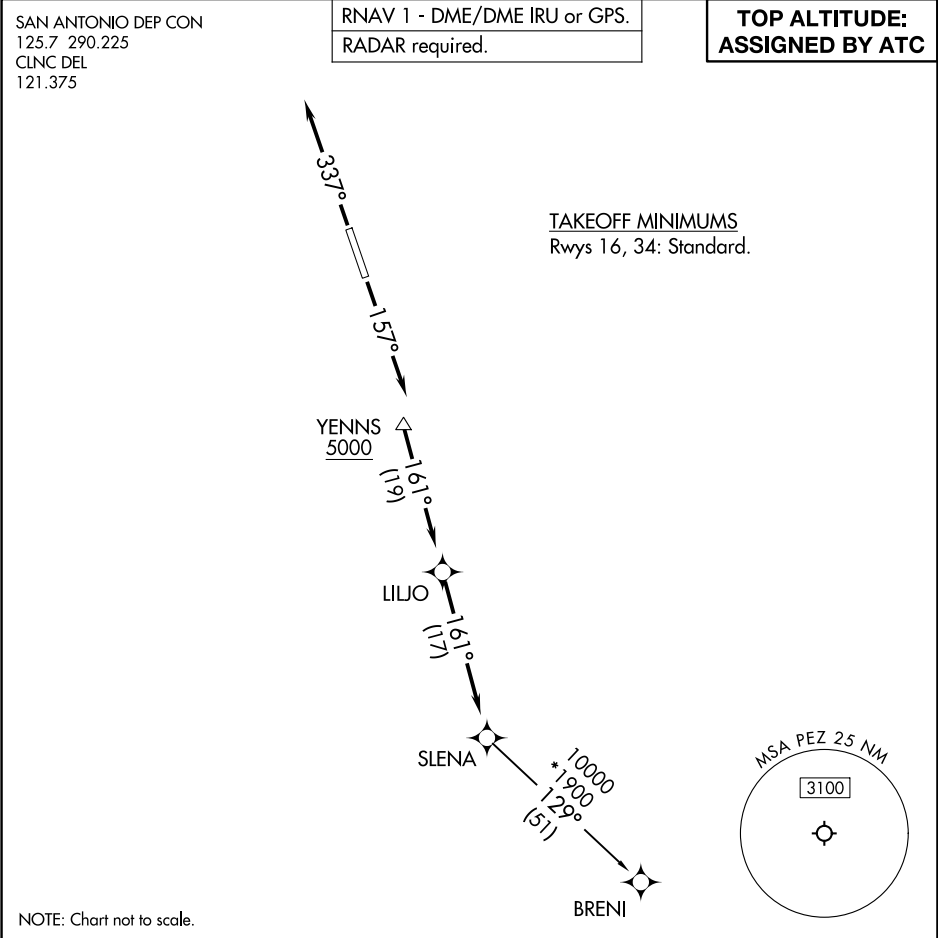 SAN ANTONIO DEP CON
125.7 290.225
CLNC DEL
121.375
RNAV 1 - DME/DME IRU or GPS.
RADAR required.
TOP ALTITUDE:
ASSIGNED BY ATC
337°
TAKEOFF MINIMUMS
Rwys 16, 34: Standard.
157°
YENNS
5000
161°
(19)
LILJO
161°
(17)
SLENA
10000
*1900
129°
(51)
BRENI
MSA PEZ 25 NM
3100
NOTE: Chart not to scale.